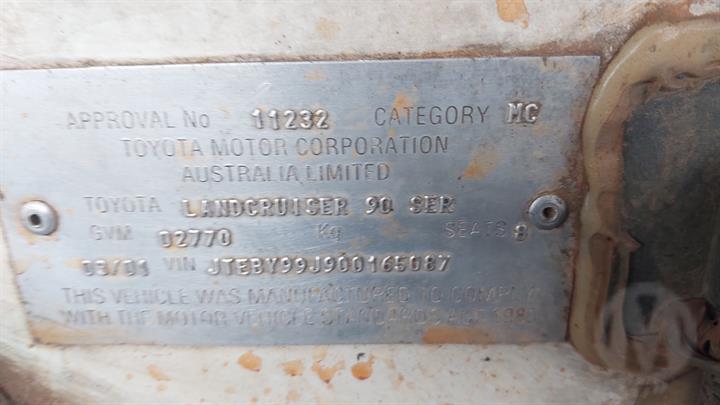 APPROVAL No 11232 CATEGORY MC
TOYOTA MOTOR CORPORATION
AUSTRALIA LIMITED
TOYOTA LANDCRUISER 90 SER
GVM 02770 Kg SEATS 8
03/01 VIN JTEBY99J900165087
THIS VEHICLE WAS MANUFACTURED TO COMPLY
WITH THE MOTOR VEHICLE STANDARDS ACT 1989
M